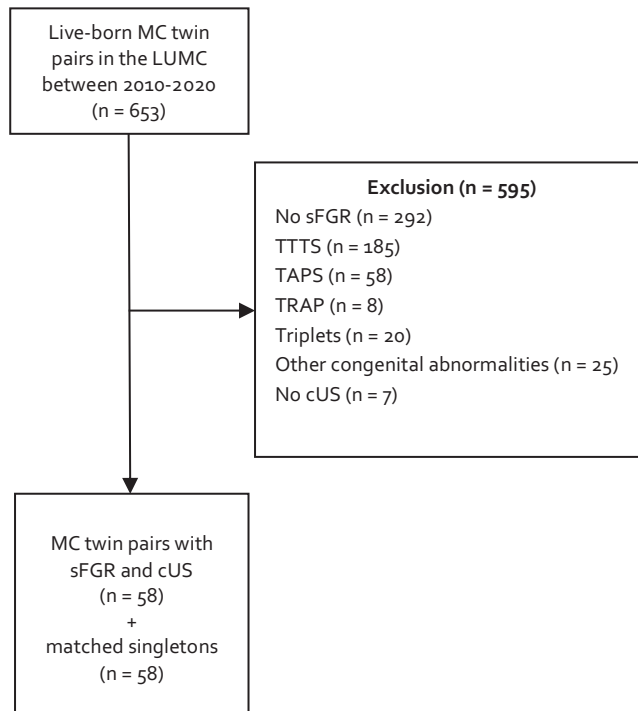 Live-born MC twin
pairs in the LUMC
between 2010-2020
(n = 653)
Exclusion (n = 595)
No sFGR (n = 292)
TTTS (n = 185)
TAPS (n = 58)
TRAP (n = 8)
Triplets (n = 20)
Other congenital abnormalities (n = 25)
No cUS (n = 7)
MC twin pairs with
sFGR and cUS
(n = 58)
+
matched singletons
(n = 58)